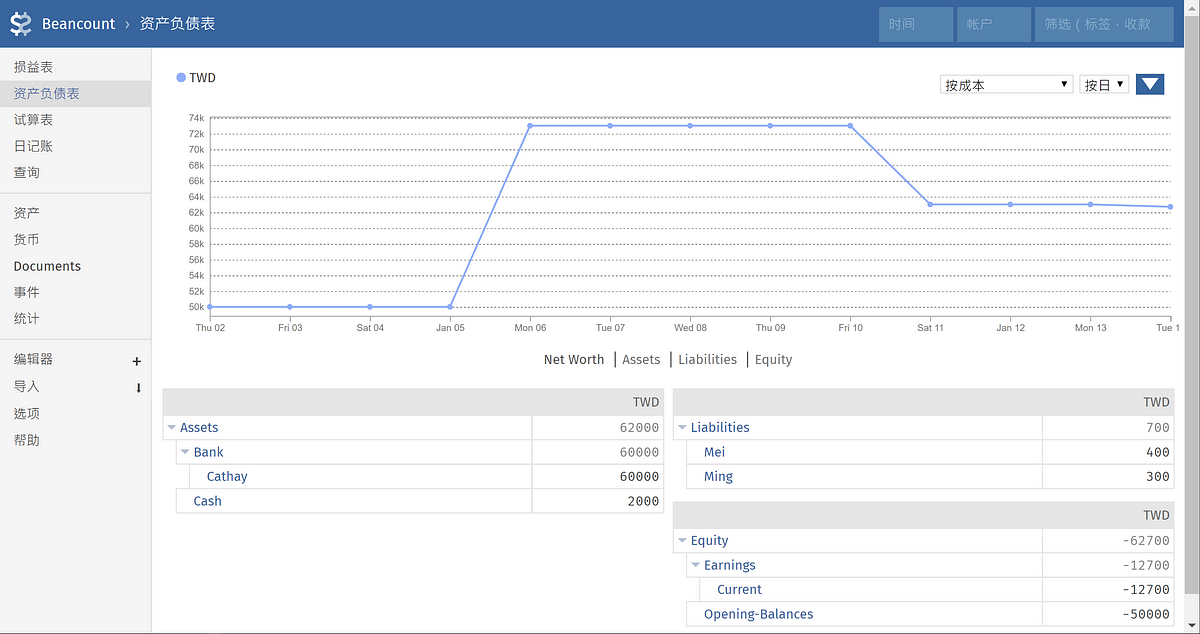 Beancount › 资产负债表
时间 帐户 筛选 ( 标签 · 收款
损益表
资产负债表
试算表
日记账
查询
资产
货币
Documents
事件
统计
编辑器 +
导入
选项
帮助
TWD
按成本 按日
74k
72k
70k
68k
66k
64k
62k
60k
58k
56k
54k
52k
50k
Thu 02 Fri 03 Sat 04 Jan 05 Mon 06 Tue 07 Wed 08 Thu 09 Fri 10 Sat 11 Jan 12 Mon 13 Tue 1
Net Worth Assets Liabilities Equity
TWD
Assets 62000
Bank 60000
Cathay 60000
Cash 2000
TWD
Liabilities 700
Mei 400
Ming 300
TWD
Equity -62700
Earnings -12700
Current -12700
Opening-Balances -50000